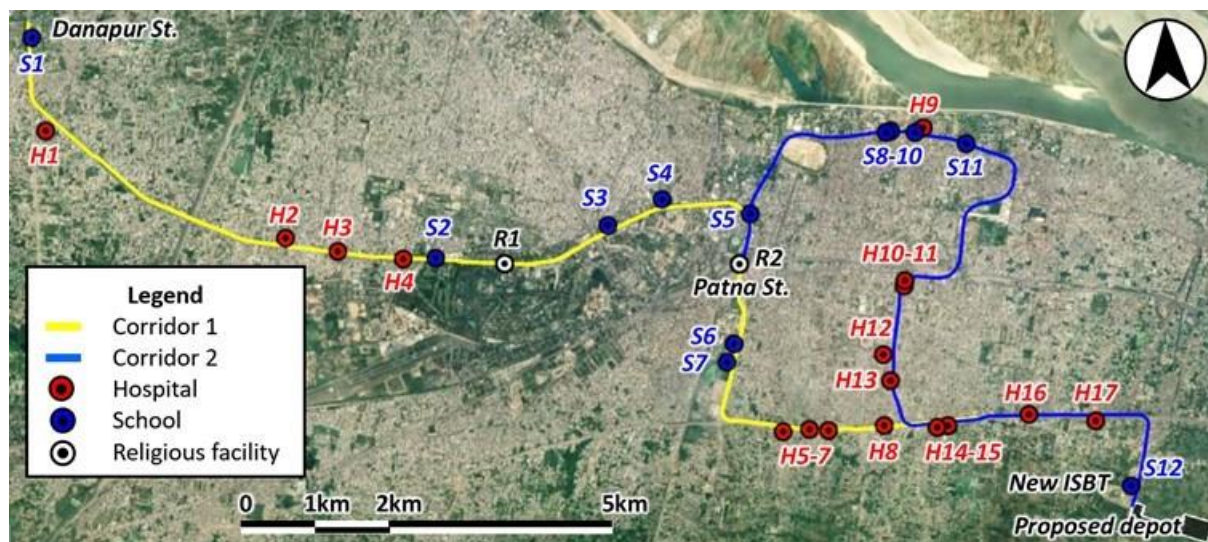 Danapur St.
S1
H1
H9
S8-10
S11
S4
S3
S5
H2
H3
S2
R1
H4
R2
Patna St.
H10-11
Legend
Corridor 1
Corridor 2
Hospital
School
Religious facility
S6
S7
H12
H13
H16
H17
H5-7
H8
H14-15
S12
New ISBT
Proposed depot
0 1km 2km 5km